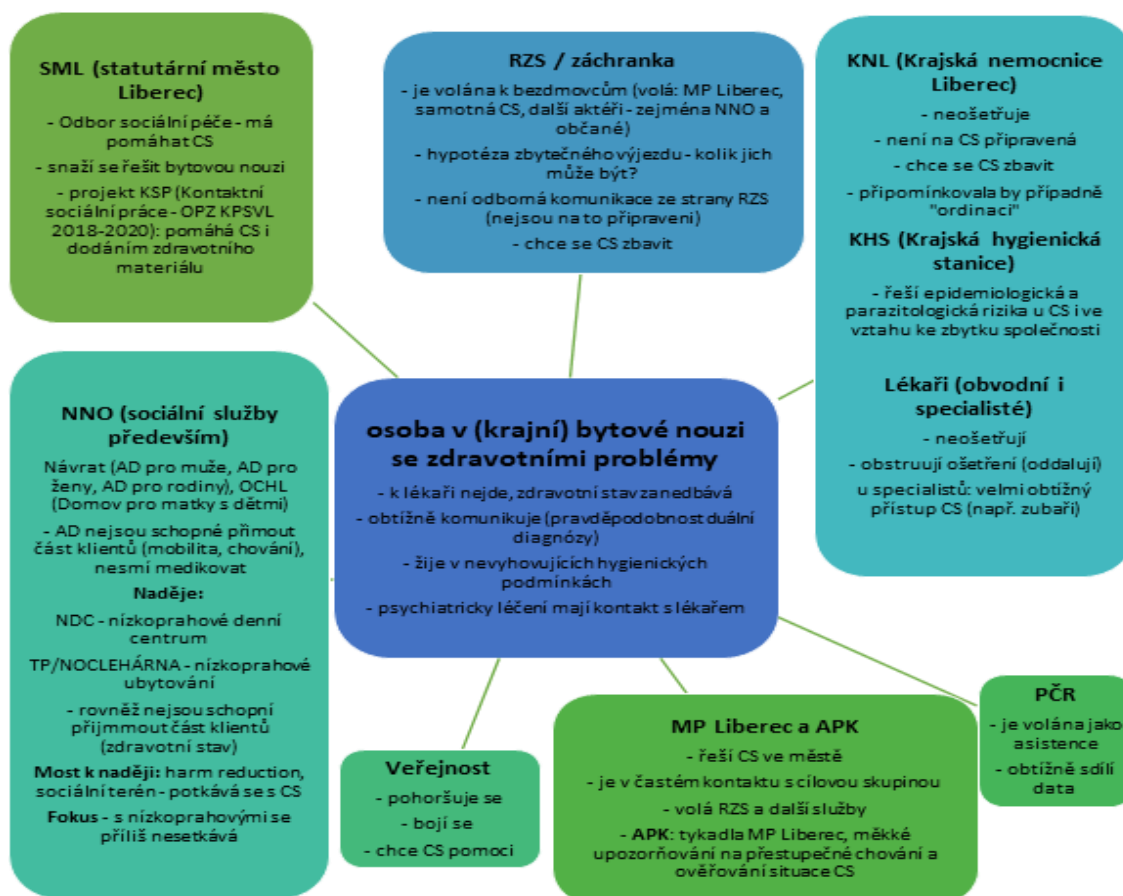 SML (statutární město
Liberec)
- Odbor sociální péče - má
pomáhat CS
- snaží se řešit bytovou nouzi
- projekt KSP (Kontaktní
sociální práce - OPZ KPSVL
2018-2020): pomáhá CS i
dodáním zdravotního
materiálu
RZS / záchranka
- je volána k bezdmovcům (volá: MP Liberec,
samotná CS, další aktéři - zejména NNO a
občané)
- hypotéza zbytečného výjezdu - kolik jich
může být?
- není odborná komunikace ze strany RZS
(nejsou na to připraveni)
- chce se CS zbavit
KNL (Krajská nemocnice
Liberec)
- neošetřuje
- není na CS připravená
- chce se CS zbavit
- připomínkovala by případně
"ordinaci"
KHS (Krajská hygienická
stanice)
- řeší epidemiologická a
parazitologická rizika u CS i ve
vztahu ke zbytku společnosti
Lékaři (obvodní i
specialisté)
- neošetřují
- obstruují ošetření (oddalují)
u specialistů: velmi obtížný
přístup CS (např. zubaři)
NNO (sociální služby
především)
Návrat (AD pro muže, AD pro
ženy, AD pro rodiny), OCHL
(Domov pro matky s dětmi)
- AD nejsou schopné přimout
část klientů (mobilita, chování),
nesmí medikovat
Naděje:
NDC - nízkoprahové denní
centrum
TP/NOCLEHÁRNA - nízkoprahové
ubytování
- rovněž nejsou schopní
přijmmout část klientů
(zdravotní stav)
Most k naději: harm reduction,
sociální terén - potkává se s CS
Fokus - s nízkoprahovými se
příliš nesetkává
osoba v (krajní) bytové nouzi
se zdravotními problémy
- k lékaři nejde, zdravotní stav zanedbává
- obtížně komunikuje (pravděpodobnost duální
diagnózy)
- žije v nevyhovujících hygienických
podmínkách
- psychiatricky léčení mají kontakt s lékařem
Veřejnost
- pohoršuje se
- bojí se
- chce CS pomoci
MP Liberec a APK
- řeší CS ve městě
- je v častém kontaktu s cílovou skupinou
- volá RZS a další služby
- APK: tykadla MP Liberec, měkké
upozorňování na přestupečné chování a
ověřování situace CS
PČR
- je volána jako
asistence
- obtížně sdílí
data